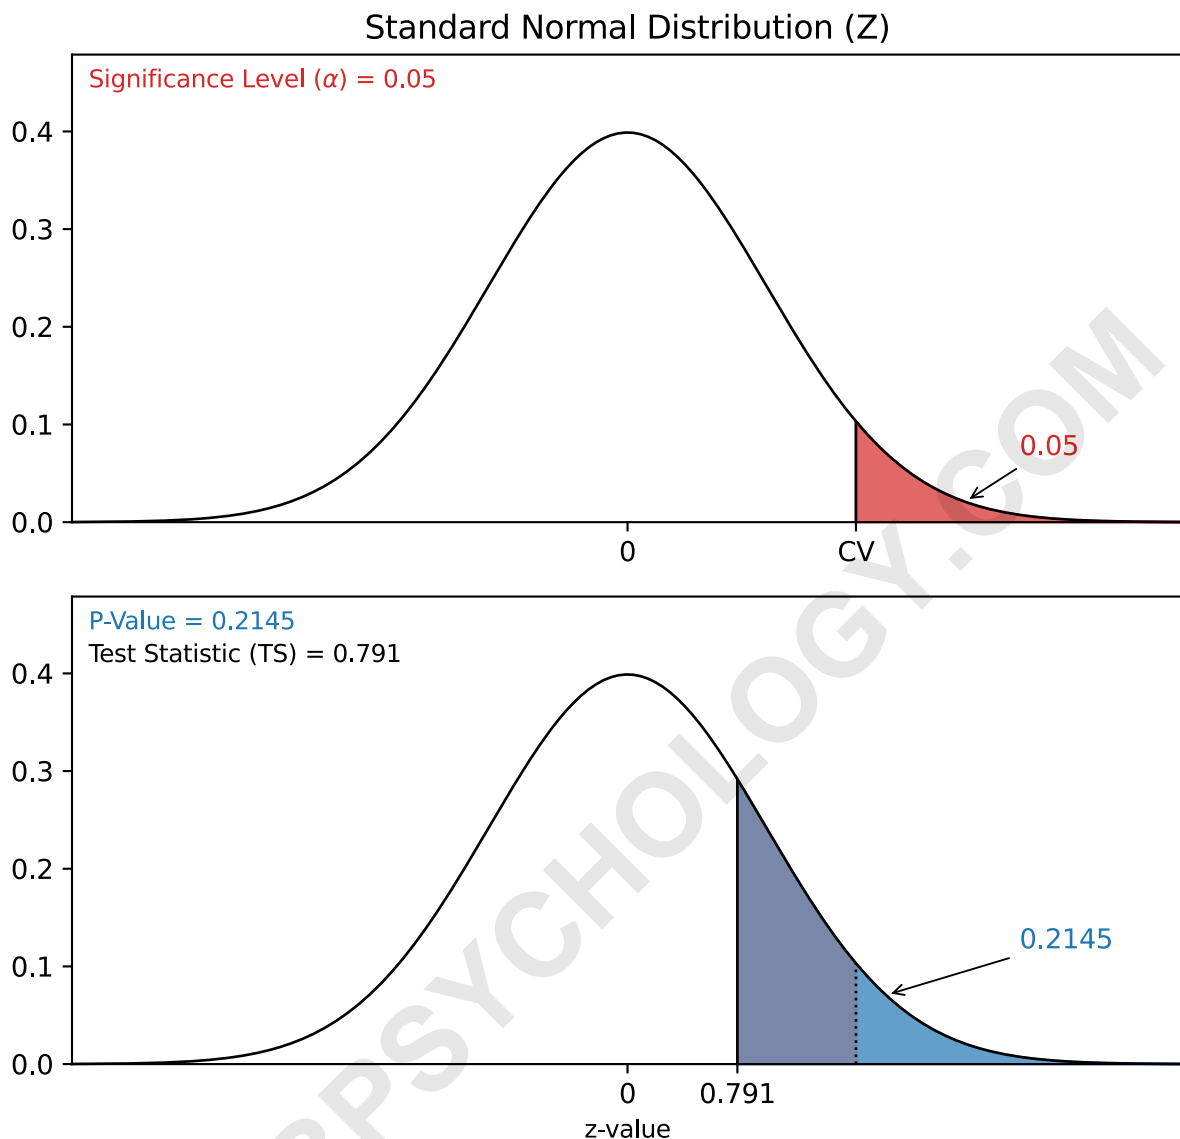 Standard Normal Distribution (Z)
Significance Level (α) = 0.05
0.4
0.3
0.2
0.1
0.0
0.05
0
CV
P-Value = 0.2145
Test Statistic (TS) = 0.791
0.4
0.3
0.2
0.1
0.0
0.2145
0
0.791
z-value
PSYCHOLOGY.COM